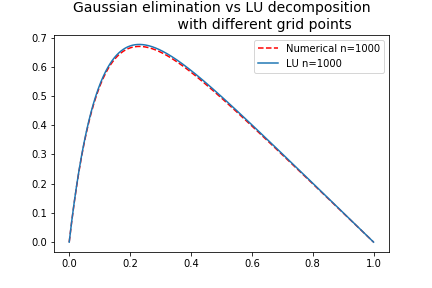 Gaussian elimination vs LU decomposition
with different grid points
0.7
0.6
0.5
0.4
0.3
0.2
0.1
0.0
Numerical n=1000
LU n=1000
0.0 0.2 0.4 0.6 0.8 1.0